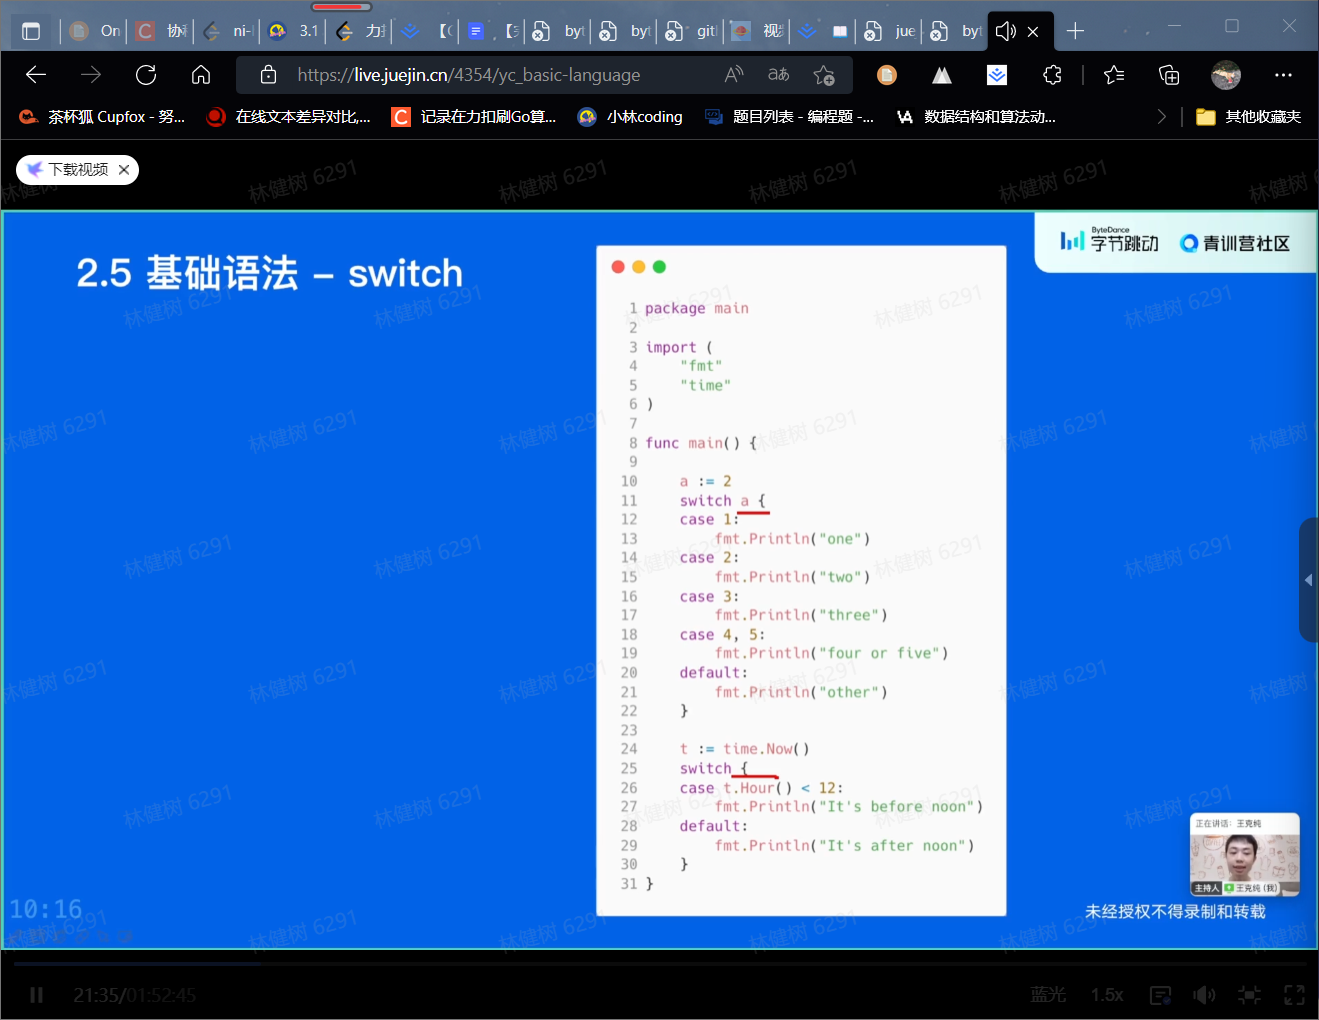 On
协
ni-
3.1
力
by
by
git
视
jue
by
https://live.juejin.cn/4354/yc_basic-language
茶杯狐 Cupfox - 努...
在线文本差异对比,...
记录在力扣刷Go算...
小林coding
题目列表 - 编程题 -...
数据结构和算法动...
其他收藏夹
下载视频
ByteDance
字节跳动
青训营社区
2.5 基础语法 – switch
1 package main
2
3 import (
4 "fmt"
5 "time"
6 )
7
8 func main() {
9
10 a := 2
11 switch a {
12 case 1:
13 fmt.Println("one")
14 case 2:
15 fmt.Println("two")
16 case 3:
17 fmt.Println("three")
18 case 4, 5:
19 fmt.Println("four or five")
20 default:
21 fmt.Println("other")
22 }
23
24 t := time.Now()
25 switch {
26 case t.Hour() < 12:
27 fmt.Println("It's before noon")
28 default:
29 fmt.Println("It's after noon")
30 }
31 }
正在讲话: 王克纯
主持人 王克纯 (我)
10:16
未经授权不得录制和转载
林健树 6291
21:35/01:52:45
蓝光
1.5x